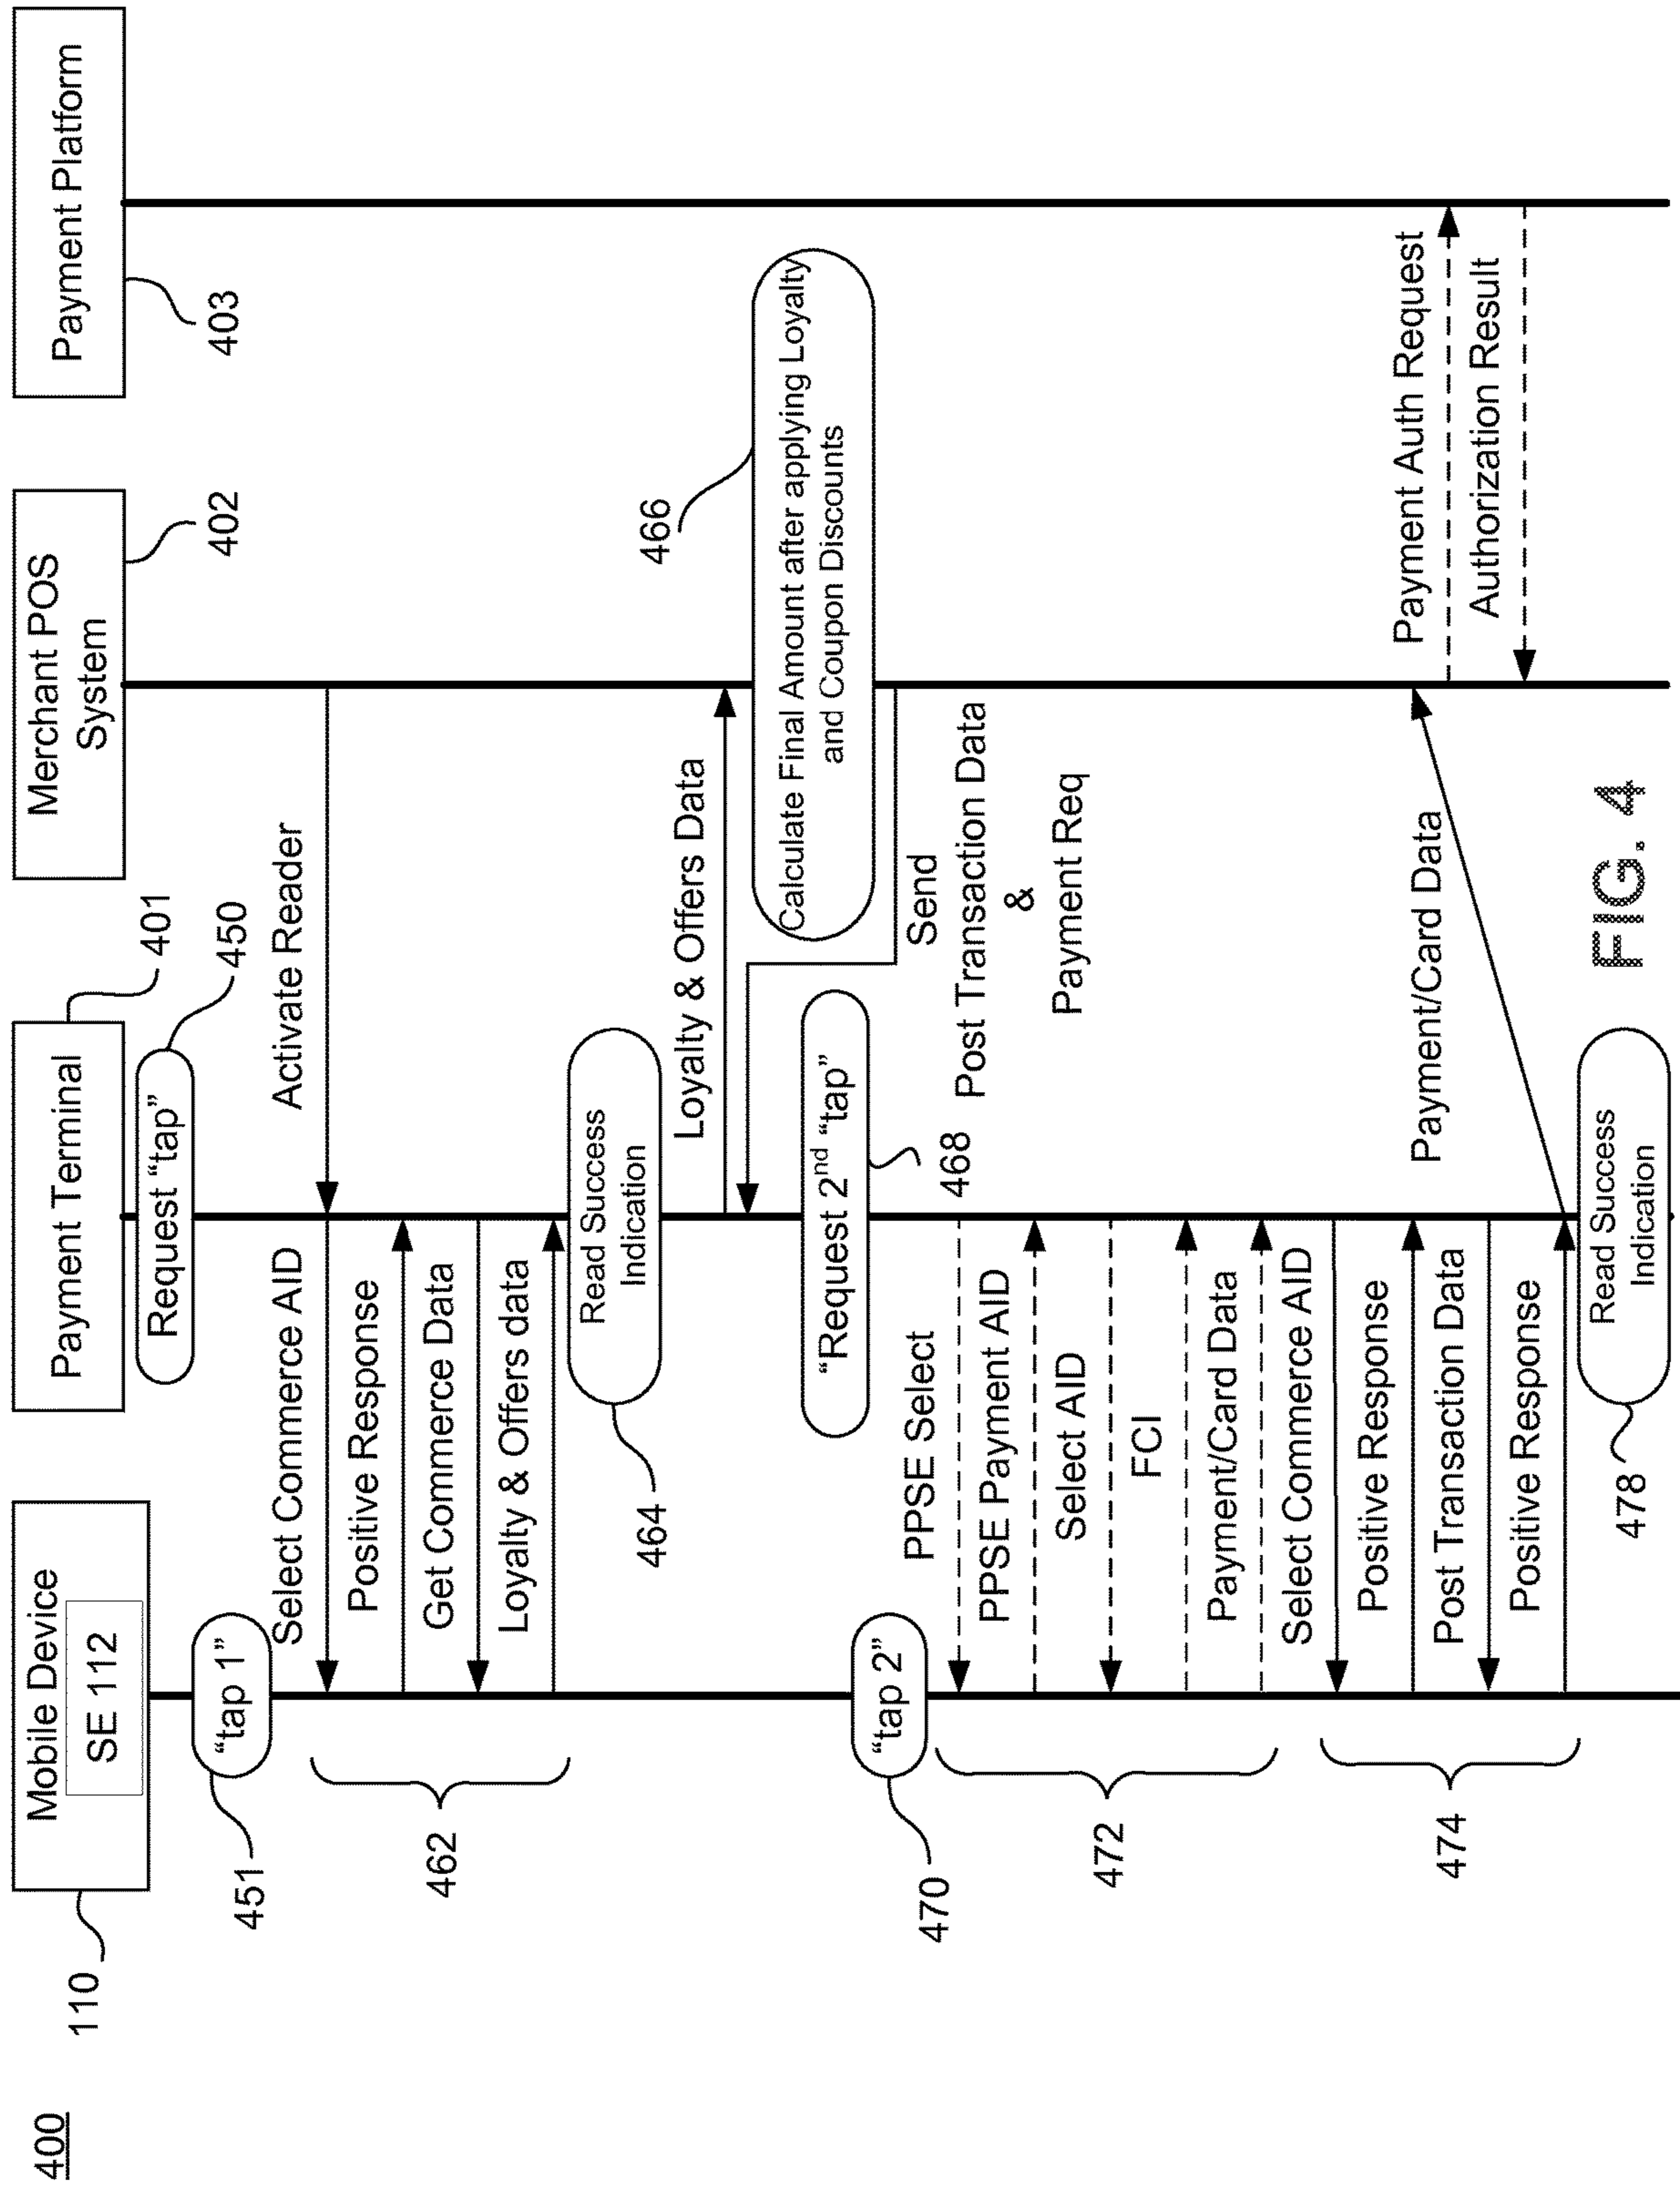 400
110
Mobile Device
SE 112
Payment Terminal
401
Merchant POS
System
402
Payment Platform
403
Request “tap”
450
“tap 1”
451
Activate Reader
Select Commerce AID
Positive Response
Get Commerce Data
Loyalty & Offers data
462
Read Success
Indication
464
Loyalty & Offers Data
466
Calculate Final Amount after applying Loyalty
and Coupon Discounts
Send
Post Transaction Data
&
Payment Req
“Request 2nd “tap”
468
“tap 2”
470
PPSE Select
PPSE Payment AID
Select AID
FCI
Payment/Card Data
472
Select Commerce AID
Positive Response
Post Transaction Data
Positive Response
474
Payment/Card Data
Payment Auth Request
Authorization Result
Read Success
Indication
478
FIG. 4